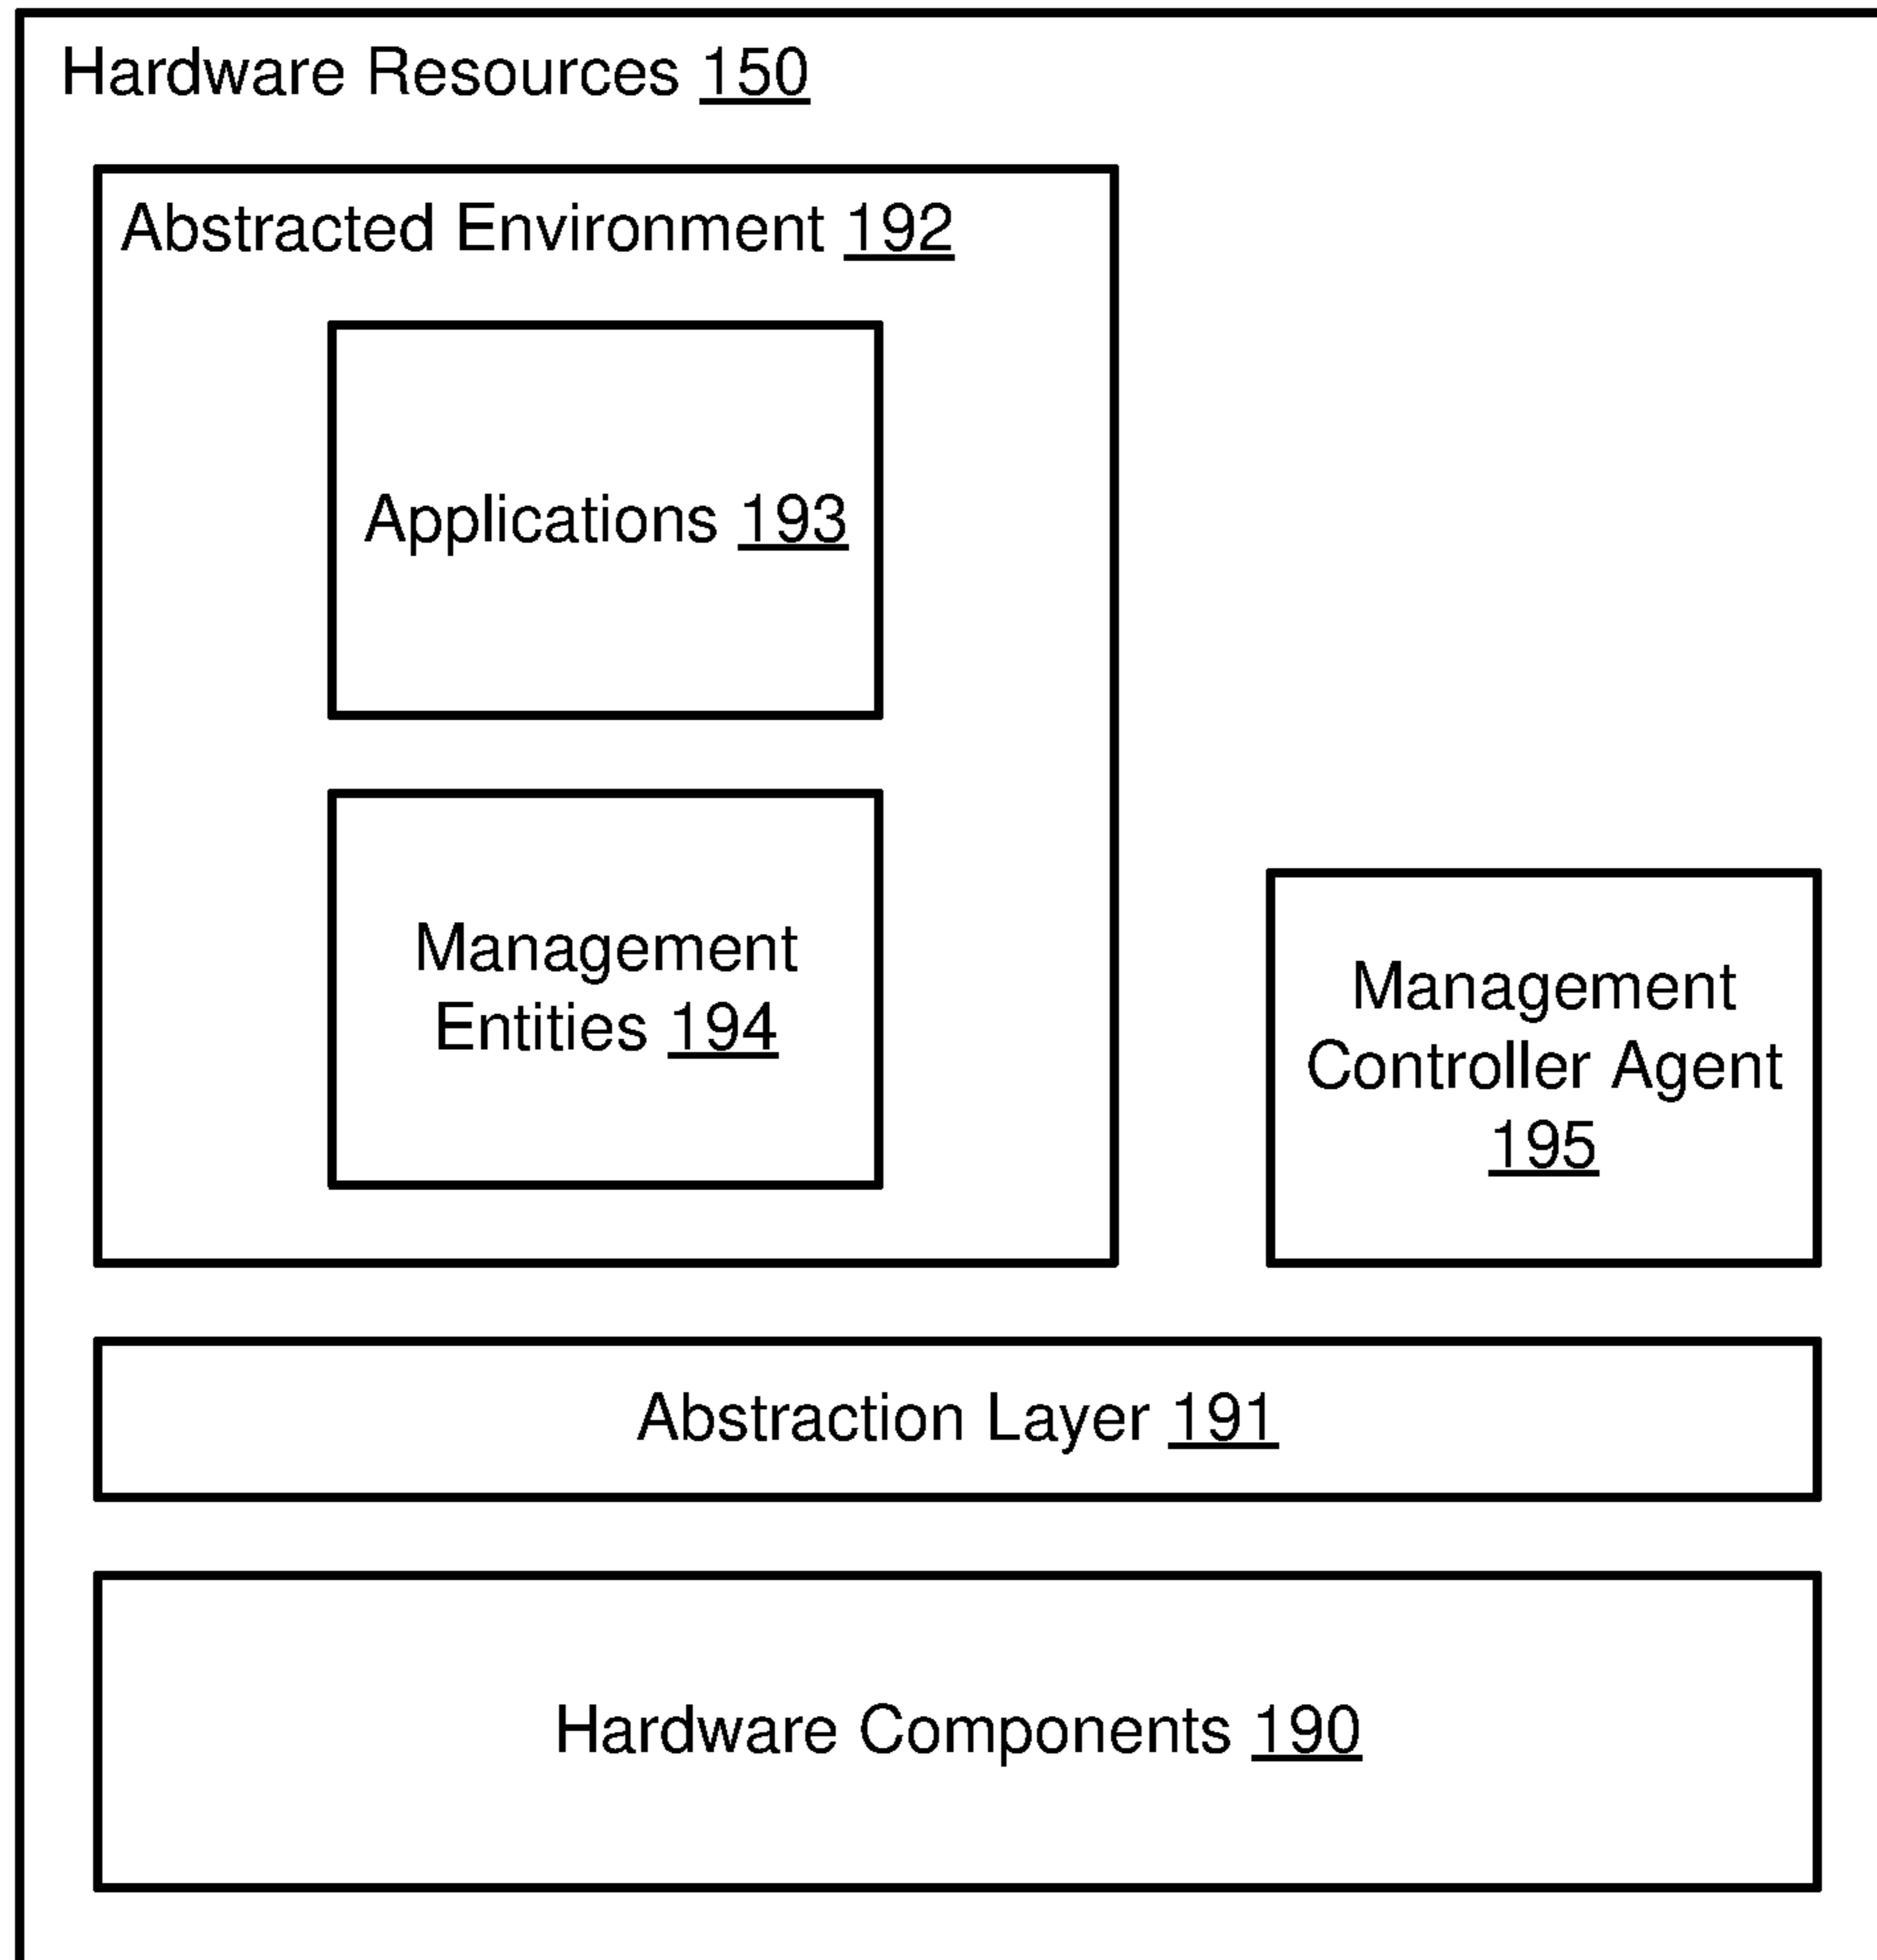 Hardware Resources 150
Abstracted Environment 192
Applications 193
Management
Entities 194
Management
Controller Agent
195
Abstraction Layer 191
Hardware Components 190